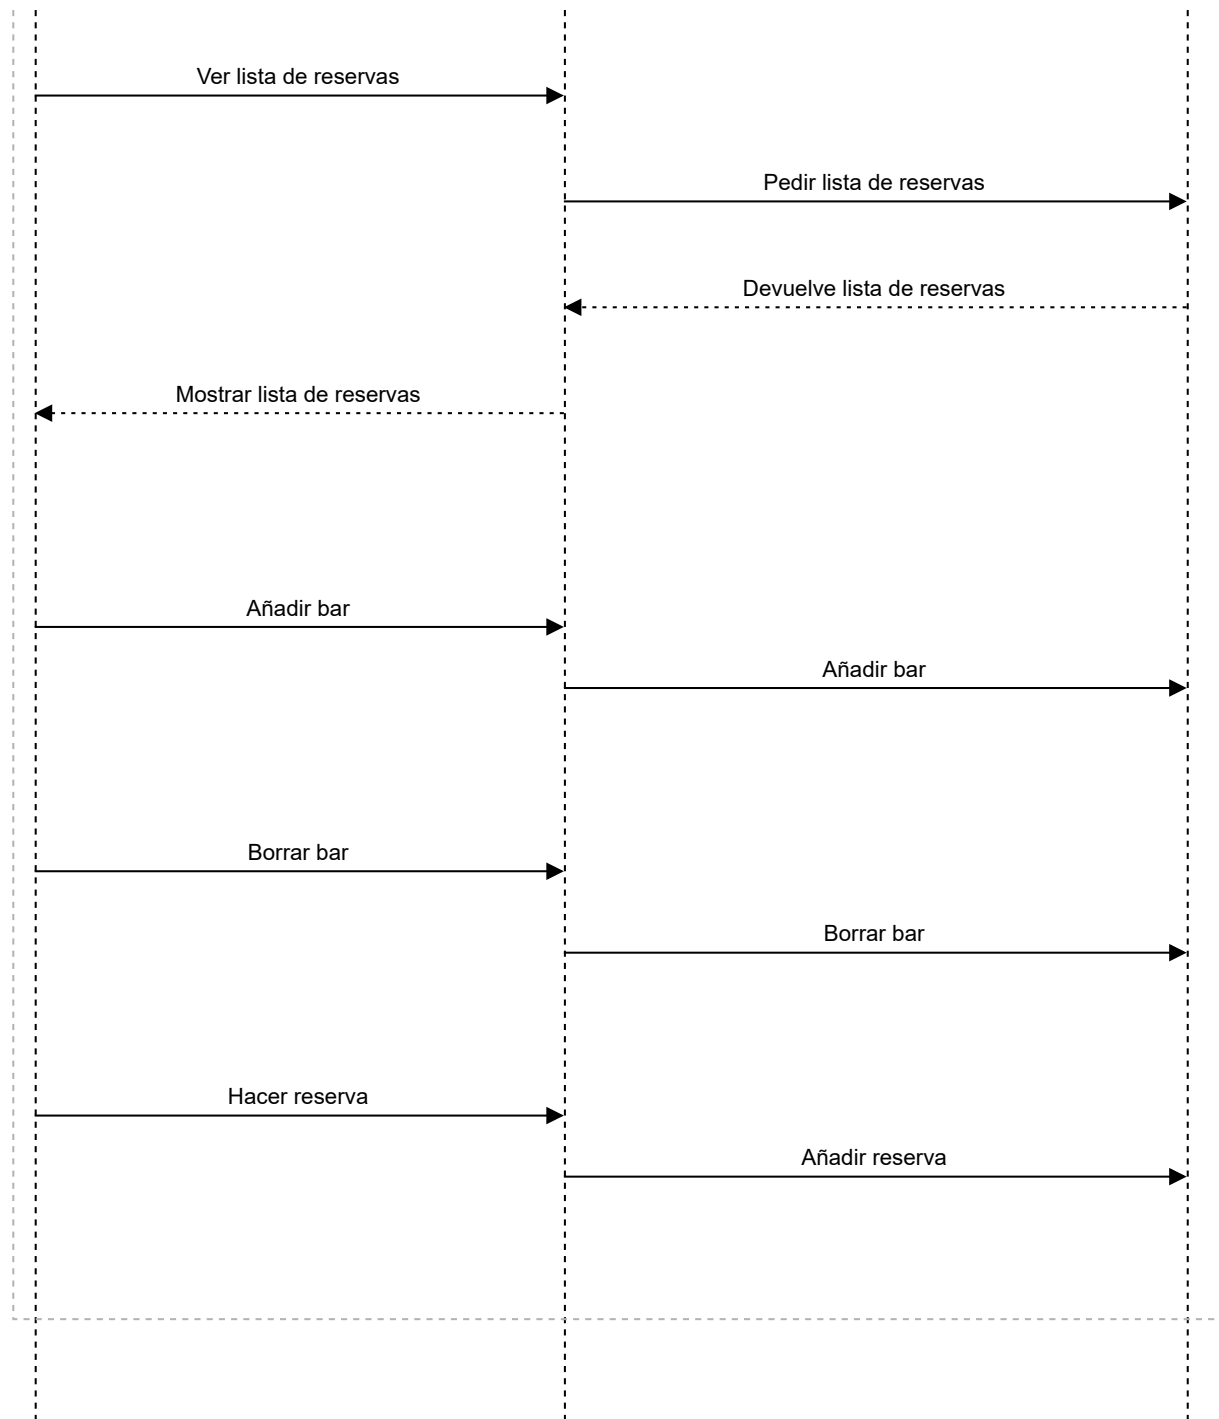 Ver lista de reservas
Pedir lista de reservas
Devuelve lista de reservas
Mostrar lista de reservas
Añadir bar
Añadir bar
Borrar bar
Borrar bar
Hacer reserva
Añadir reserva